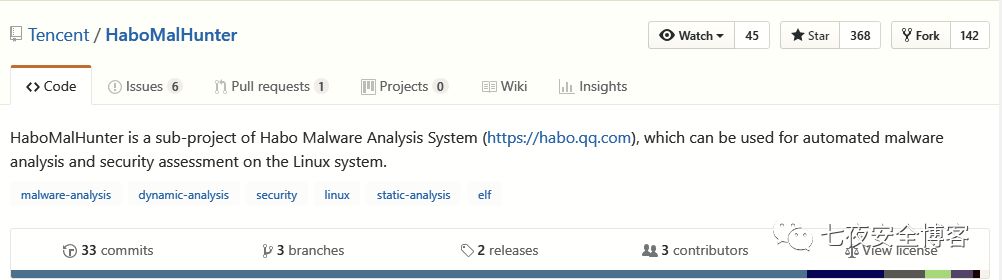 Tencent / HaboMalHunter Watch 45 Star 368 Fork 142
Code Issues 6 Pull requests 1 Projects 0 Wiki Insights
HaboMalHunter is a sub-project of Habo Malware Analysis System (https://habo.qq.com), which can be used for automated malware
analysis and security assessment on the Linux system.
malware-analysis dynamic-analysis security linux static-analysis elf
33 commits 3 branches 2 releases 3 contributors View license
七夜安全博客